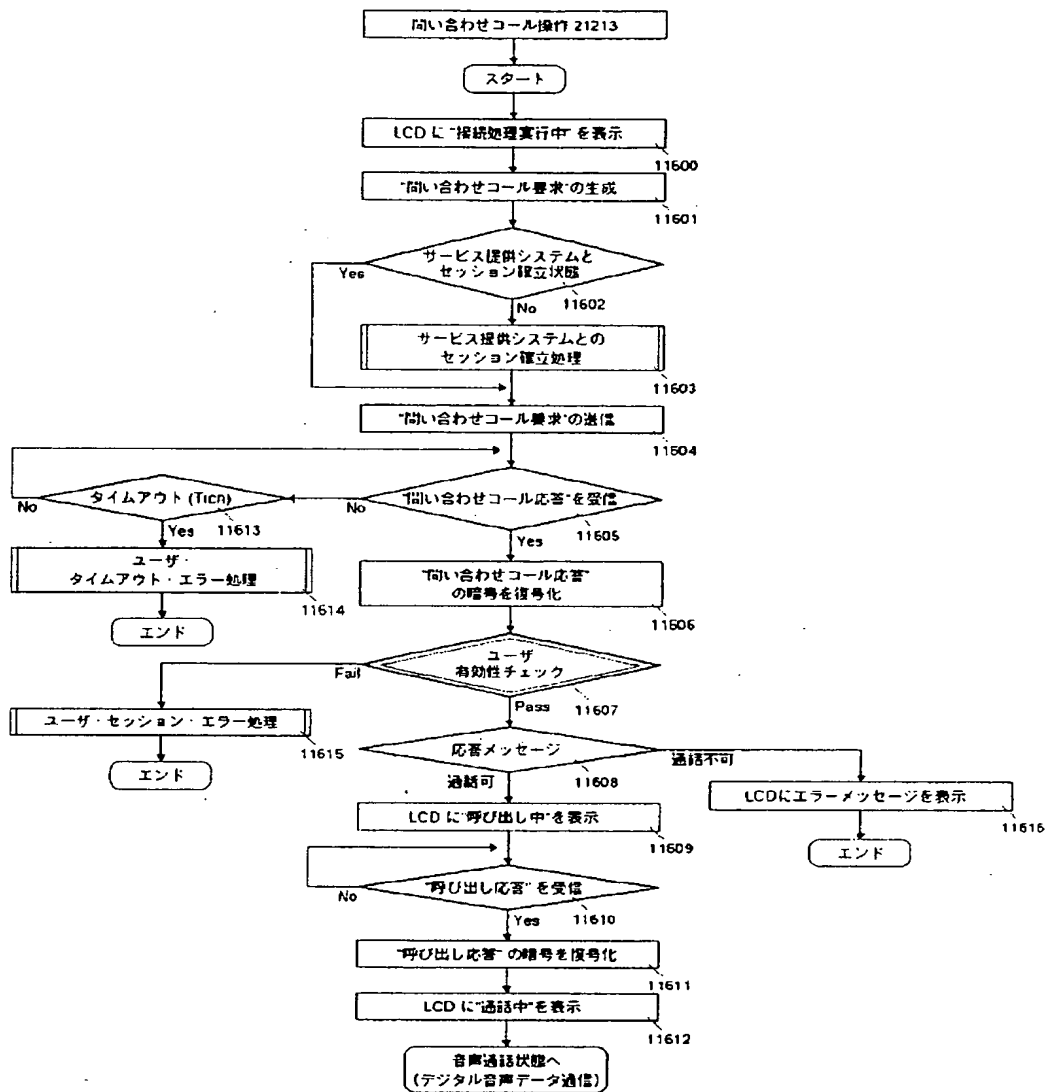 問い合わせコール操作 21213
スタート
LCD に "接続処理実行中" を表示
11600
"問い合わせコール要求"の生成
11601
サービス提供システムと
セッション確立状態
11602
Yes
No
サービス提供システムとの
セッション確立処理
11603
"問い合わせコール要求"の送信
11604
"問い合わせコール応答"を受信
11605
No
Yes
タイムアウト (Ticn)
11613
No
Yes
ユーザ・
タイムアウト・エラー処理
11614
エンド
"問い合わせコール応答"
の暗号を復号化
11606
ユーザ
有効性チェック
11607
Fail
Pass
ユーザ・セッション・エラー処理
11615
エンド
応答メッセージ
11608
通話可
通話不可
LCDにエラーメッセージを表示
11616
エンド
LCD に"呼び出し中"を表示
11609
"呼び出し応答" を受信
11610
No
Yes
"呼び出し応答" の暗号を復号化
11611
LCD に"通話中"を表示
11612
音声通話状態へ
(デジタル音声データ通信)